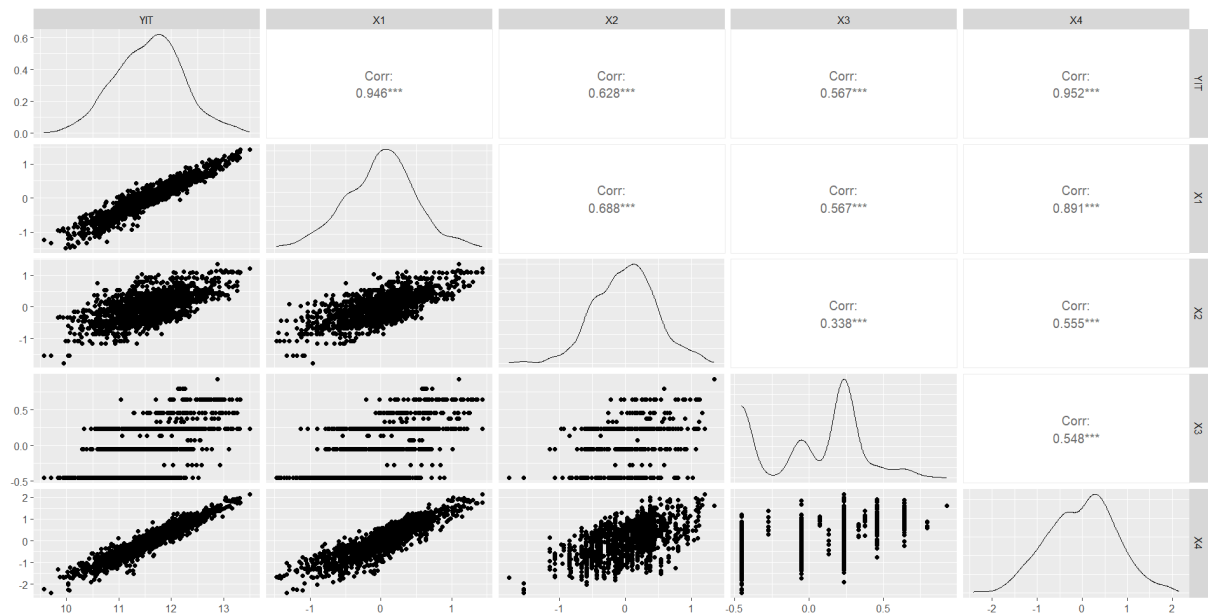 YIT X1 X2 X3 X4
0.6
0.4
0.2
0.0
Corr:
0.946***
Corr:
0.628***
Corr:
0.567***
Corr:
0.952***
YIT
1
0
-1
Corr:
0.688***
Corr:
0.567***
Corr:
0.891***
X1
1
0
-1
Corr:
0.338***
Corr:
0.555***
X2
0.5
0.0
-0.5
Corr:
0.548***
X3
2
1
0
-1
-2
X4
10 11 12 13 -1 0 1 -1 0 1 -0.5 0.0 0.5 -2 -1 0 1 2